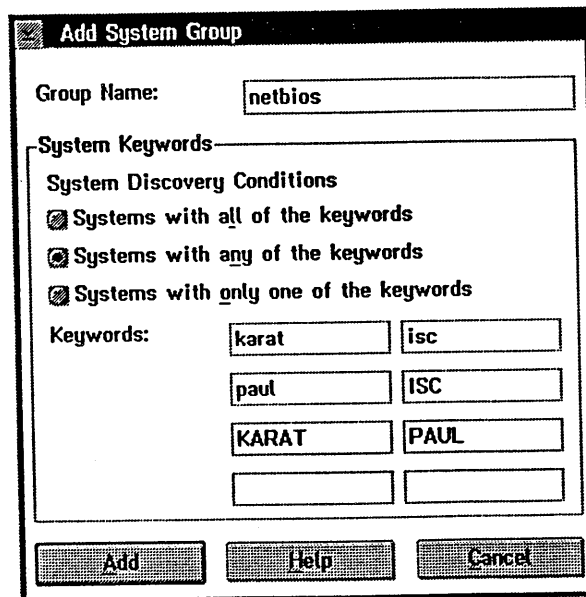 Add System Group
Group Name: netbios
System Keywords
System Discovery Conditions
Systems with all of the keywords
Systems with any of the keywords
Systems with only one of the keywords
Keywords: karat isc
paul ISC
KARAT PAUL
Add Help Cancel